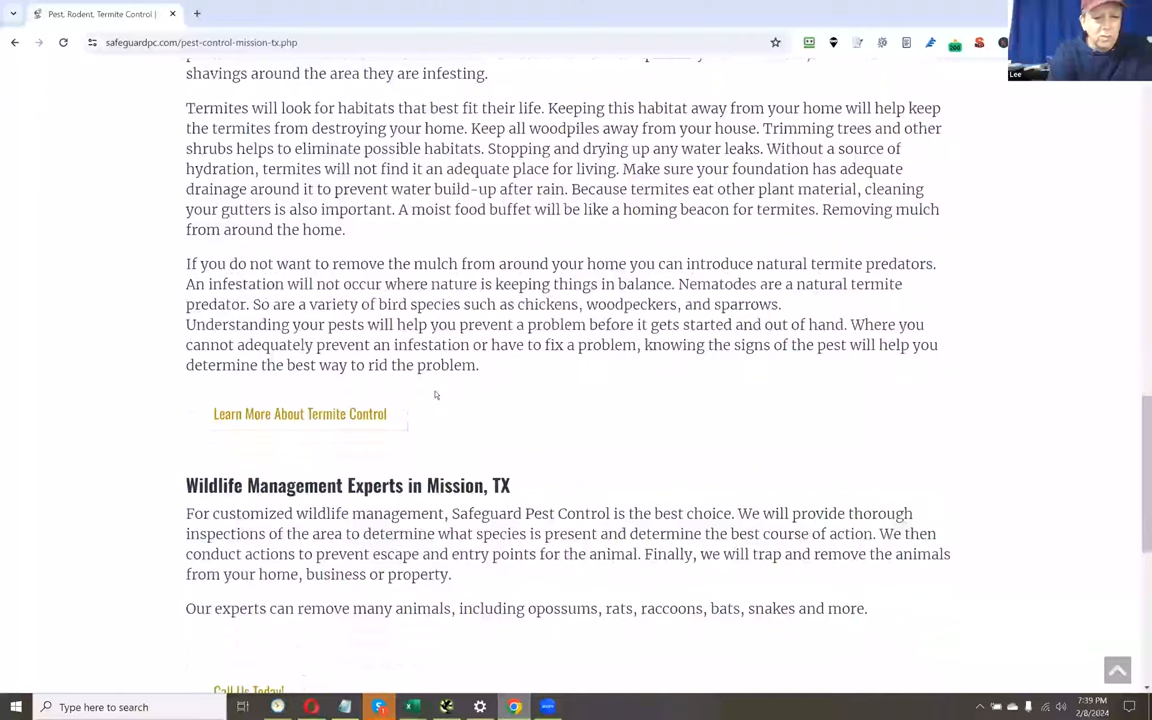 Pest, Rodent, Termite Control |
safeguardpc.com/pest-control-mission-tx.php
200
Lee
shavings around the area they are infesting.
Termites will look for habitats that best fit their life. Keeping this habitat away from your home will help keep
the termites from destroying your home. Keep all woodpiles away from your house. Trimming trees and other
shrubs helps to eliminate possible habitats. Stopping and drying up any water leaks. Without a source of
hydration, termites will not find it an adequate place for living. Make sure your foundation has adequate
drainage around it to prevent water build-up after rain. Because termites eat other plant material, cleaning
your gutters is also important. A moist food buffet will be like a homing beacon for termites. Removing mulch
from around the home.
If you do not want to remove the mulch from around your home you can introduce natural termite predators.
An infestation will not occur where nature is keeping things in balance. Nematodes are a natural termite
predator. So are a variety of bird species such as chickens, woodpeckers, and sparrows.
Understanding your pests will help you prevent a problem before it gets started and out of hand. Where you
cannot adequately prevent an infestation or have to fix a problem, knowing the signs of the pest will help you
determine the best way to rid the problem.
Learn More About Termite Control
Wildlife Management Experts in Mission, TX
For customized wildlife management, Safeguard Pest Control is the best choice. We will provide thorough
inspections of the area to determine what species is present and determine the best course of action. We then
conduct actions to prevent escape and entry points for the animal. Finally, we will trap and remove the animals
from your home, business or property.
Our experts can remove many animals, including opossums, rats, raccoons, bats, snakes and more.
Call Us Today!
Type here to search
7:39 PM
2/8/2024